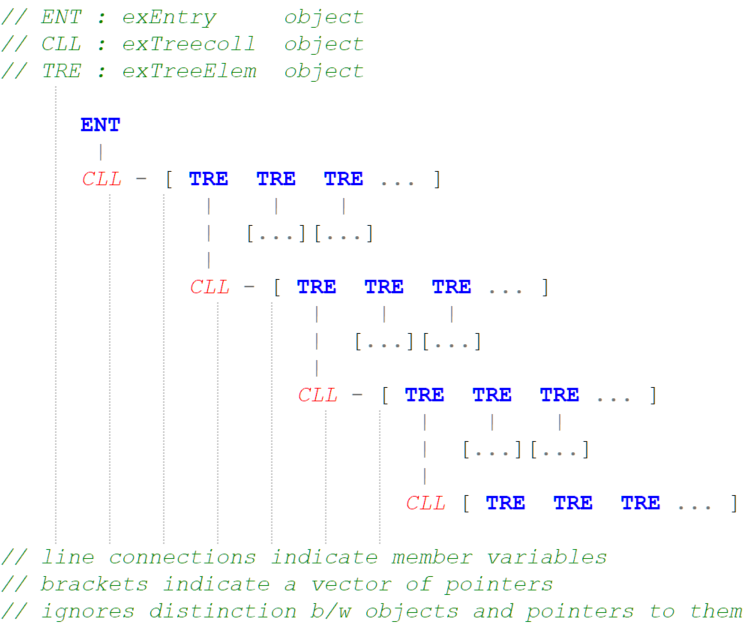 // ENT : exEntry     object
// CLL : exTreecoll  object
// TRE : exTreeElem  object
ENT
|
CLL - [ TRE  TRE  TRE ... ]
|    |    |
|  [...][...]
|
CLL - [ TRE  TRE  TRE ... ]
|    |    |
|  [...][...]
|
CLL - [ TRE  TRE  TRE ... ]
|    |    |
|  [...][...]
|
CLL [ TRE  TRE  TRE ... ]
// line connections indicate member variables
// brackets indicate a vector of pointers
// ignores distinction b/w objects and pointers to them